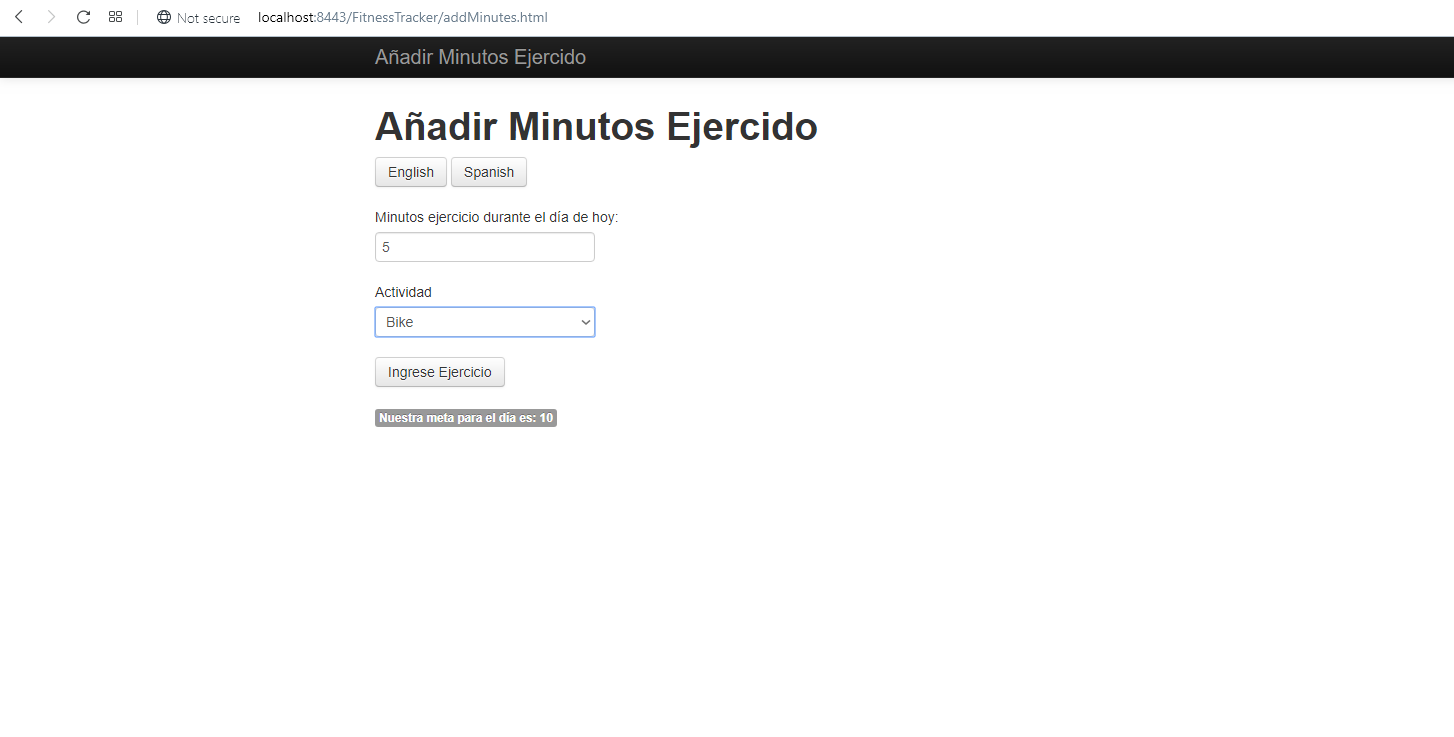 Not secure localhost:8443/FitnessTracker/addMinutes.html
Añadir Minutos Ejercido
Añadir Minutos Ejercido
English Spanish
Minutos ejercicio durante el día de hoy:
5
Actividad
Bike
Ingrese Ejercicio
Nuestra meta para el día es: 10